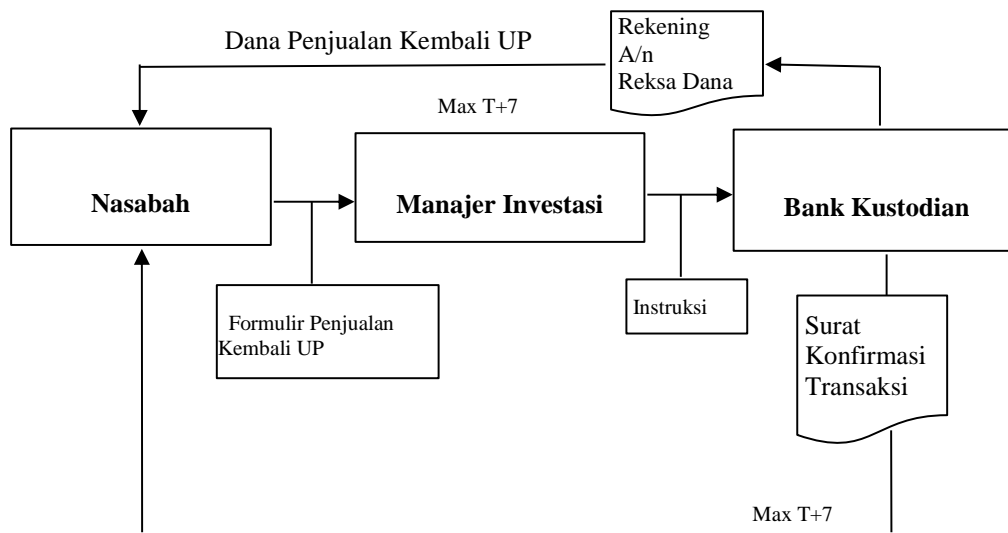 Dana Penjualan Kembali UP
Rekening
A/n
Reksa Dana
Max T+7
Nasabah
Manajer Investasi
Bank Kustodian
Formulir Penjualan
Kembali UP
Instruksi
Surat
Konfirmasi
Transaksi
Max T+7